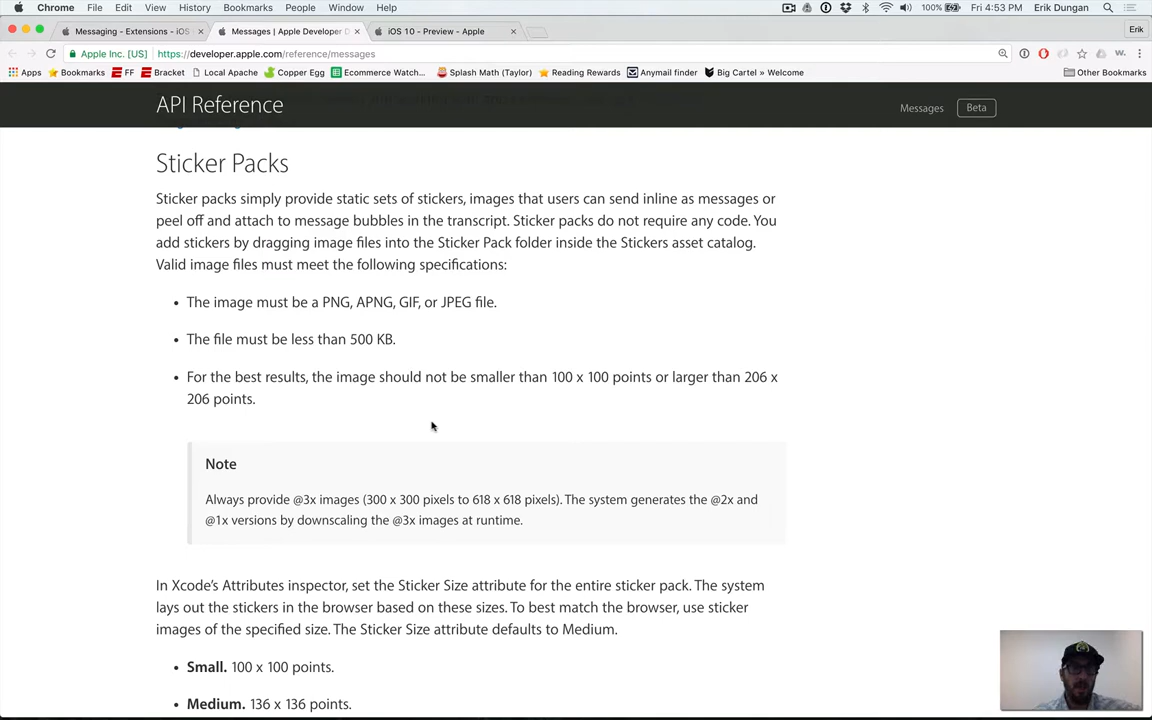 Chrome File Edit View History Bookmarks People Window Help 100% Fri 4:53 PM Erik Dungan
Messaging - Extensions - iOS × Messages | Apple Developer D × iOS 10 - Preview - Apple × Erik
Apple Inc. [US] https://developer.apple.com/reference/messages
Apps Bookmarks FF Bracket Local Apache Copper Egg Ecommerce Watch... Splash Math (Taylor) Reading Rewards Anymail finder Big Cartel » Welcome Other Bookmarks
API Reference Messages Beta
Sticker Packs
Sticker packs simply provide static sets of stickers, images that users can send inline as messages or
peel off and attach to message bubbles in the transcript. Sticker packs do not require any code. You
add stickers by dragging image files into the Sticker Pack folder inside the Stickers asset catalog.
Valid image files must meet the following specifications:
• The image must be a PNG, APNG, GIF, or JPEG file.
• The file must be less than 500 KB.
• For the best results, the image should not be smaller than 100 x 100 points or larger than 206 x
206 points.
Note
Always provide @3x images (300 x 300 pixels to 618 x 618 pixels). The system generates the @2x and
@1x versions by downscaling the @3x images at runtime.
In Xcode's Attributes inspector, set the Sticker Size attribute for the entire sticker pack. The system
lays out the stickers in the browser based on these sizes. To best match the browser, use sticker
images of the specified size. The Sticker Size attribute defaults to Medium.
• Small. 100 x 100 points.
• Medium. 136 x 136 points.